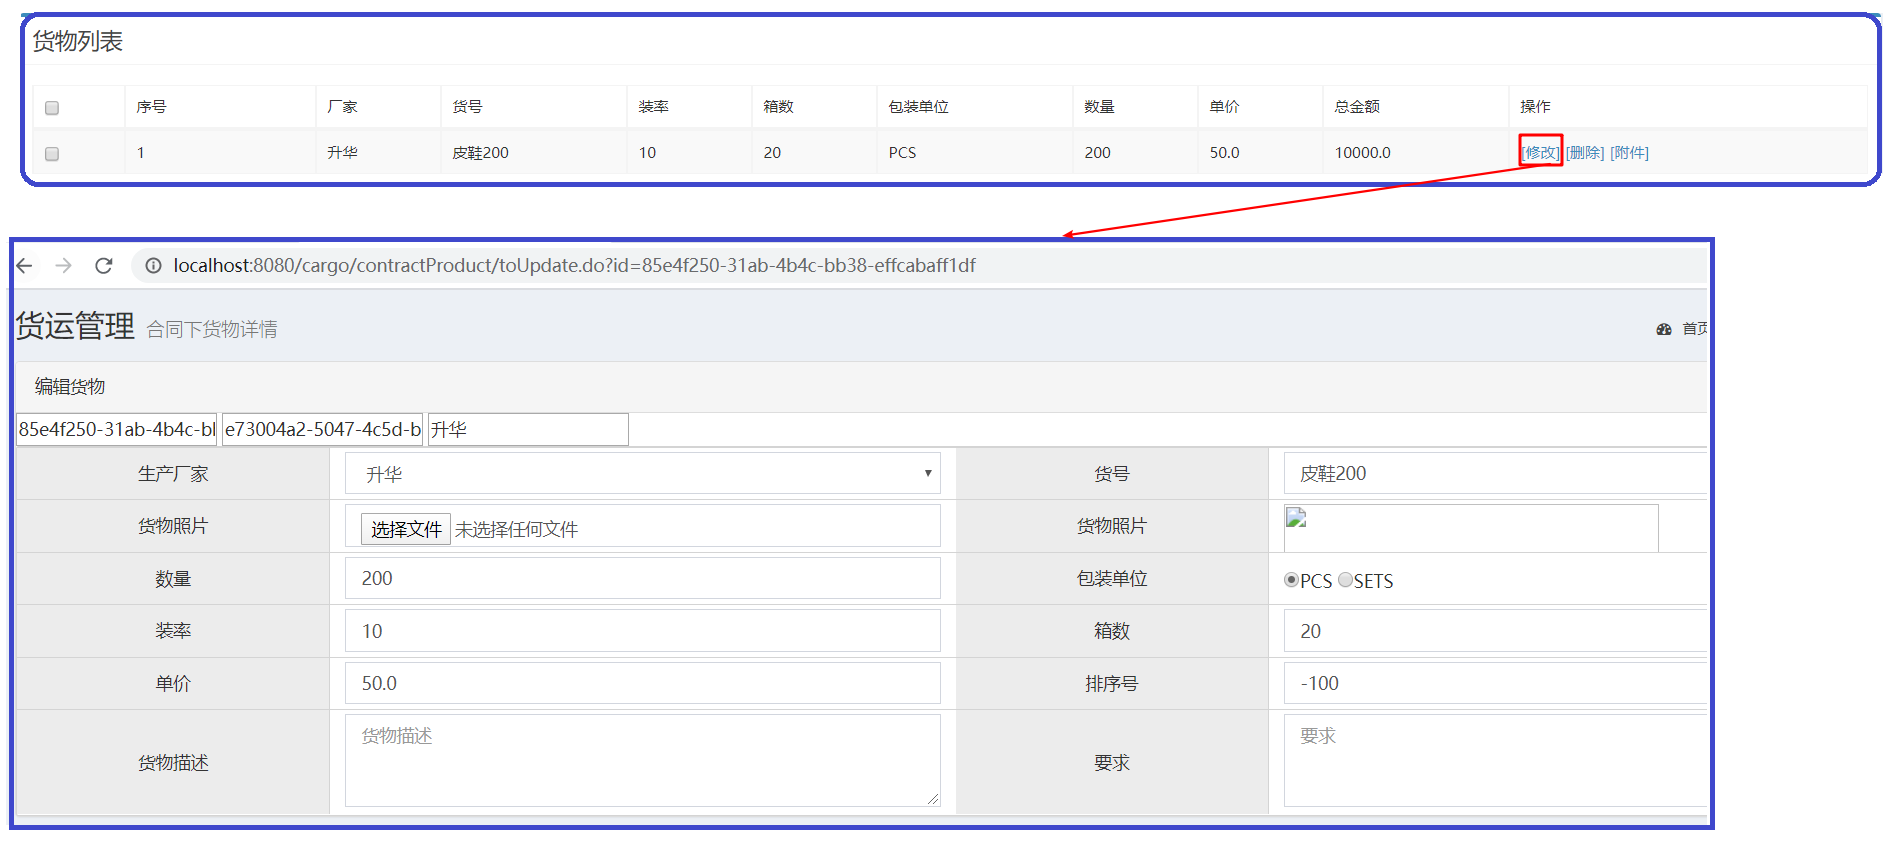 货物列表
序号 厂家 货号 装率 箱数 包装单位 数量 单价 总金额 操作
1 升华 皮鞋200 10 20 PCS 200 50.0 10000.0 [修改] [删除] [附件]
localhost:8080/cargo/contractProduct/toUpdate.do?id=85e4f250-31ab-4b4c-bb38-effcabaff1df
货运管理 合同下货物详情 首页
编辑货物
85e4f250-31ab-4b4c-bl e73004a2-5047-4c5d-b 升华
生产厂家 升华 货号 皮鞋200
货物照片 选择文件 未选择任何文件 货物照片
数量 200 包装单位 PCS SETS
装率 10 箱数 20
单价 50.0 排序号 -100
货物描述 货物描述 要求 要求